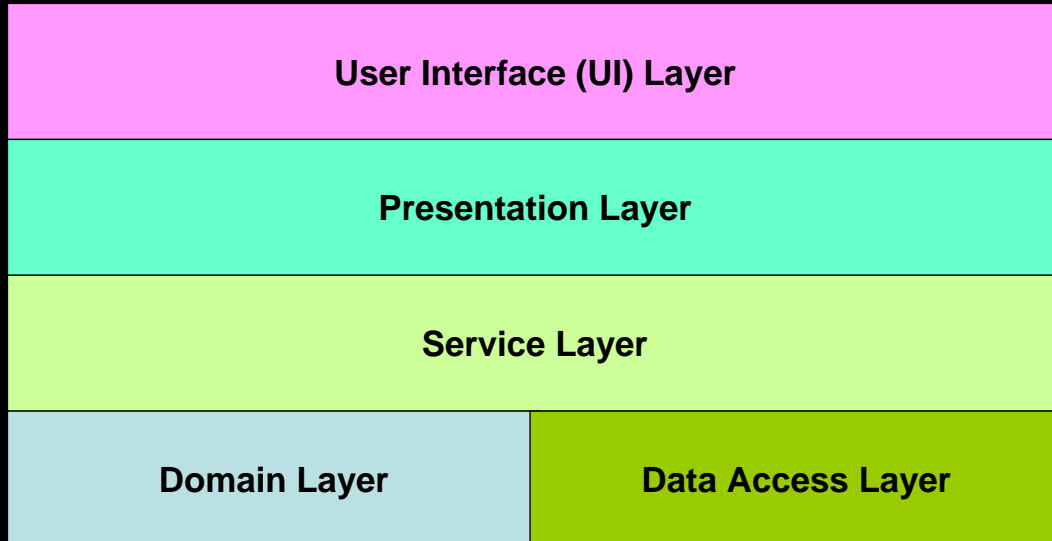 User Interface (UI) Layer
Presentation Layer
Service Layer
Domain Layer
Data Access Layer